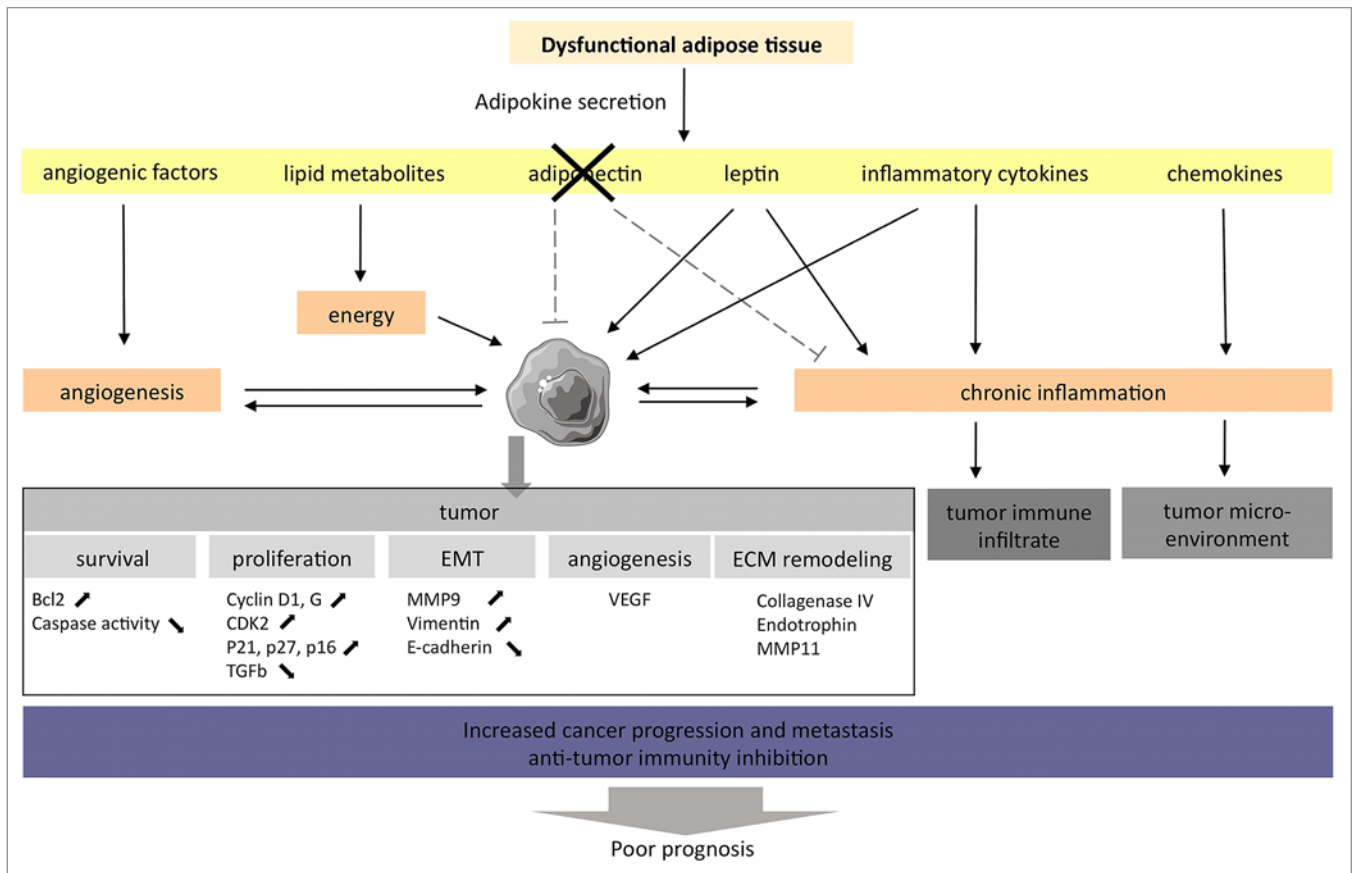 Dysfunctional adipose tissue
Adipokine secretion
angiogenic factors
lipid metabolites
adiponectin
leptin
inflammatory cytokines
chemokines
energy
angiogenesis
chronic inflammation
tumor
tumor immune
infiltrate
tumor micro-
environment
survival
Bcl2 ➚
Caspase activity ➘
proliferation
Cyclin D1, G ➚
CDK2 ➚
P21, p27, p16 ➚
TGFb ➘
EMT
MMP9 ➚
Vimentin ➚
E-cadherin ➘
angiogenesis
VEGF
ECM remodeling
Collagenase IV
Endotrophin
MMP11
Increased cancer progression and metastasis
anti-tumor immunity inhibition
Poor prognosis